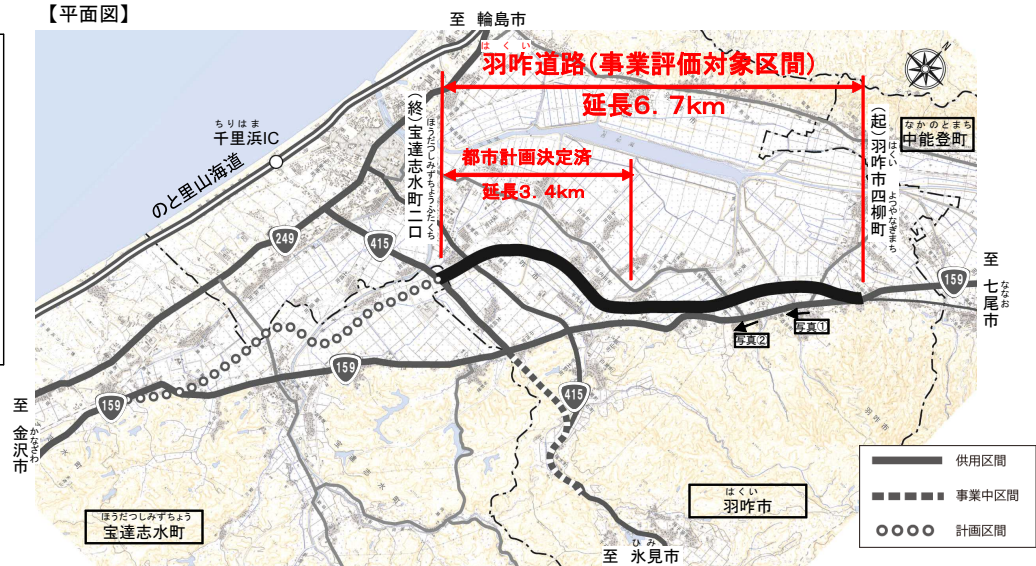 【平面図】
至 輪島市
はくい
羽咋道路(事業評価対象区間)
延長6.7km
都市計画決定済
延長3.4km
(終)宝達志水町二口
ほうだつしみずちょうふたくち
(起)羽咋市四柳町
はくい
よつやなぎまち
なかのとまち
中能登町
ちりはま
千里浜IC
のと里山海道
249
415
159
至 七尾市
ななお
写真①
写真②
159
159
415
至 金沢市
かなざわ
ほうだつしみずちょう
宝達志水町
はくい
羽咋市
ひみ
至 氷見市
供用区間
事業中区間
計画区間